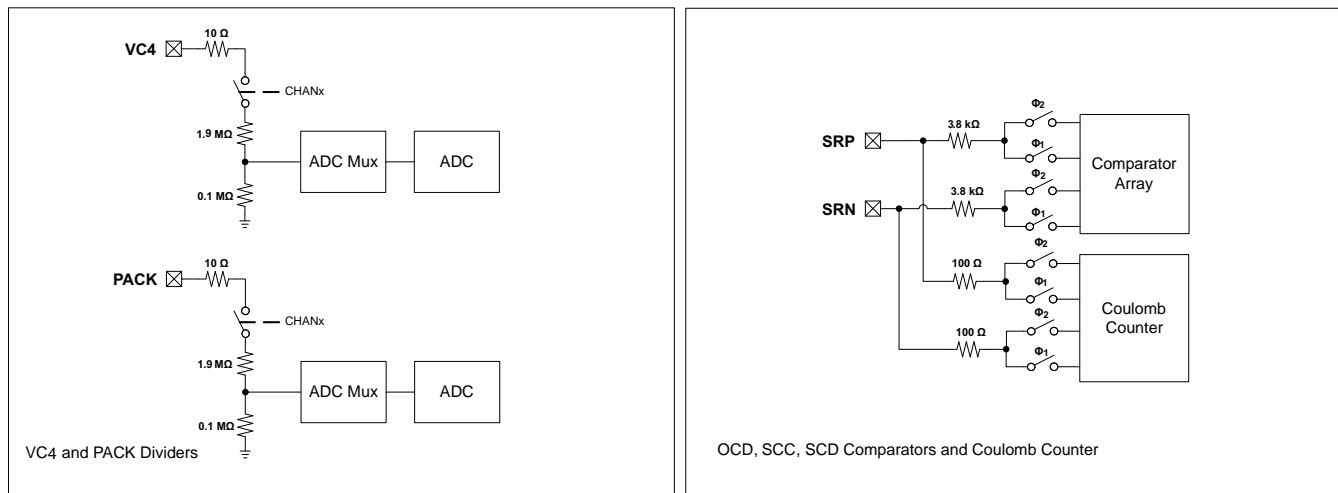 10 Ω
VC4
CHANx
1.9 MΩ
ADC Mux
ADC
0.1 MΩ
10 Ω
PACK
CHANx
1.9 MΩ
ADC Mux
ADC
0.1 MΩ
VC4 and PACK Dividers
Φ2
SRP
3.8 kΩ
Φ1
Φ2
SRN
3.8 kΩ
Φ1
Comparator
Array
Φ2
100 Ω
Φ1
Φ2
100 Ω
Φ1
Coulomb
Counter
OCD, SCC, SCD Comparators and Coulomb Counter